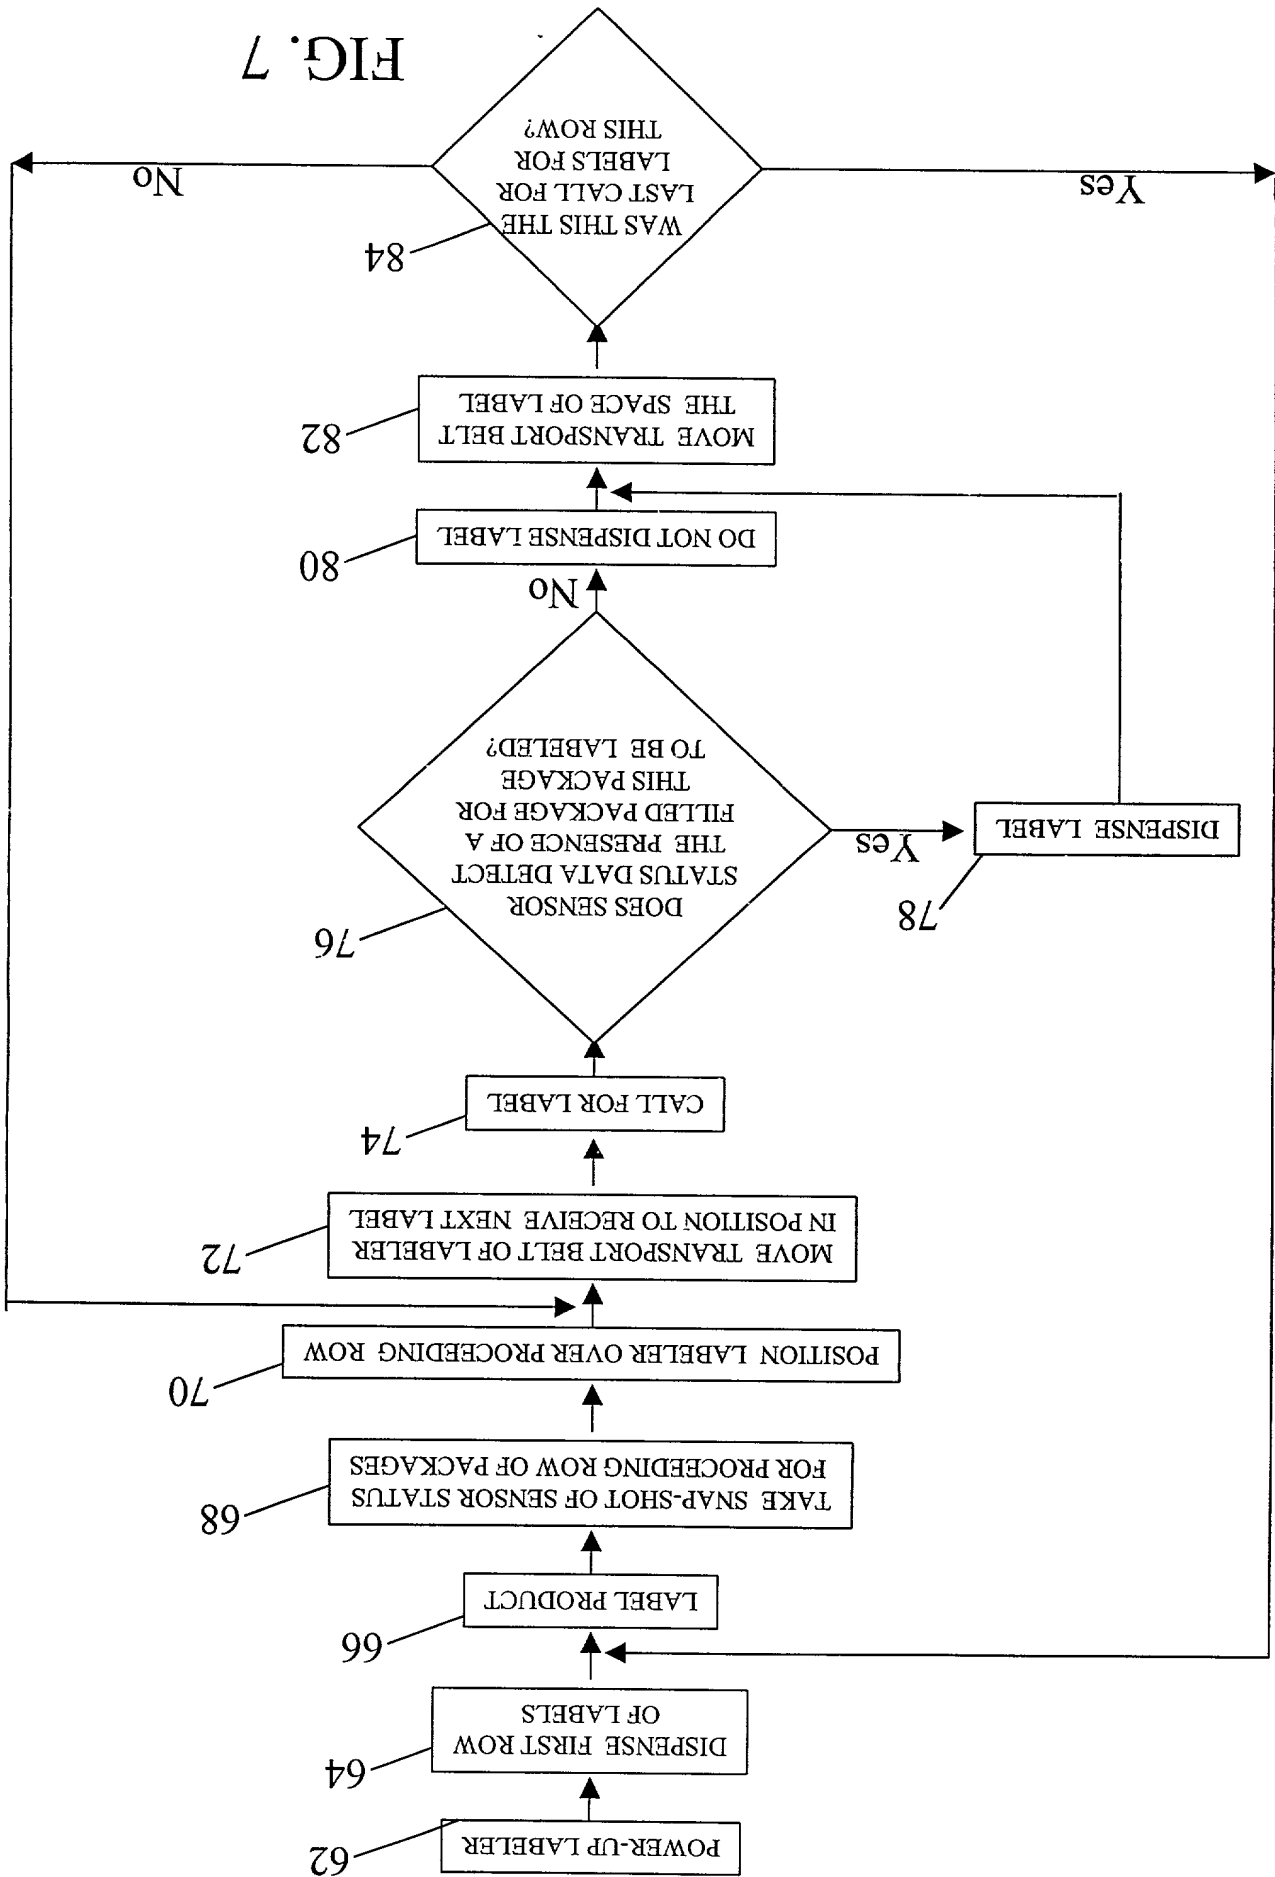 62
POWER-UP LABELER
64
DISPENSE FIRST ROW
OF LABELS
66
LABEL PRODUCT
68
TAKE SNAP-SHOT OF SENSOR STATUS
FOR PROCEEDING ROW OF PACKAGES
70
POSITION LABELER OVER PROCEEDING ROW
72
MOVE TRANSPORT BELT OF LABELER
IN POSITION TO RECEIVE NEXT LABEL
74
CALL FOR LABEL
76
DOES SENSOR
STATUS DATA DETECT
THE PRESENCE OF A
FILLED PACKAGE FOR
THIS PACKAGE
TO BE LABELED?
Yes
78
DISPENSE LABEL
No
80
DO NOT DISPENSE LABEL
82
MOVE TRANSPORT BELT
THE SPACE OF LABEL
84
WAS THIS THE
LAST CALL FOR
LABELS FOR
THIS ROW?
Yes
No
FIG. 7